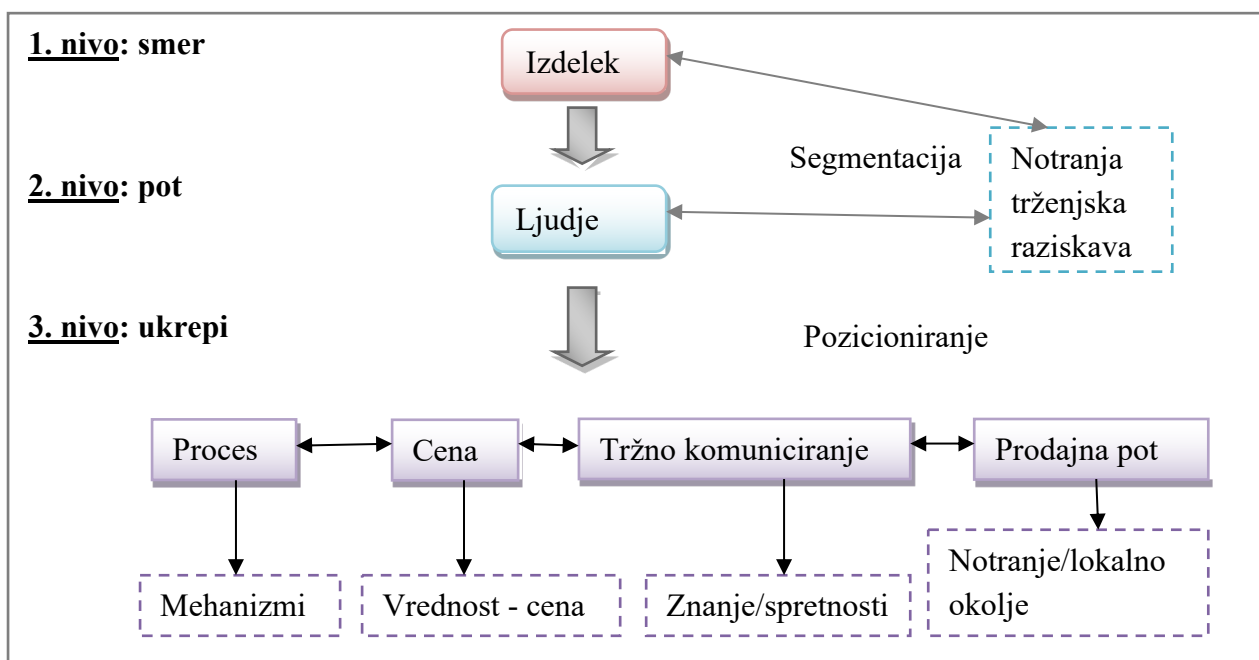 1. nivo: smer
Izdelek
Segmentacija
Notranja
trženjska
raziskava
2. nivo: pot
Ljudje
3. nivo: ukrepi
Pozicioniranje
Proces
Cena
Tržno komuniciranje
Prodajna pot
Mehanizmi
Vrednost - cena
Znanje/spretnosti
Notranje/lokalno
okolje